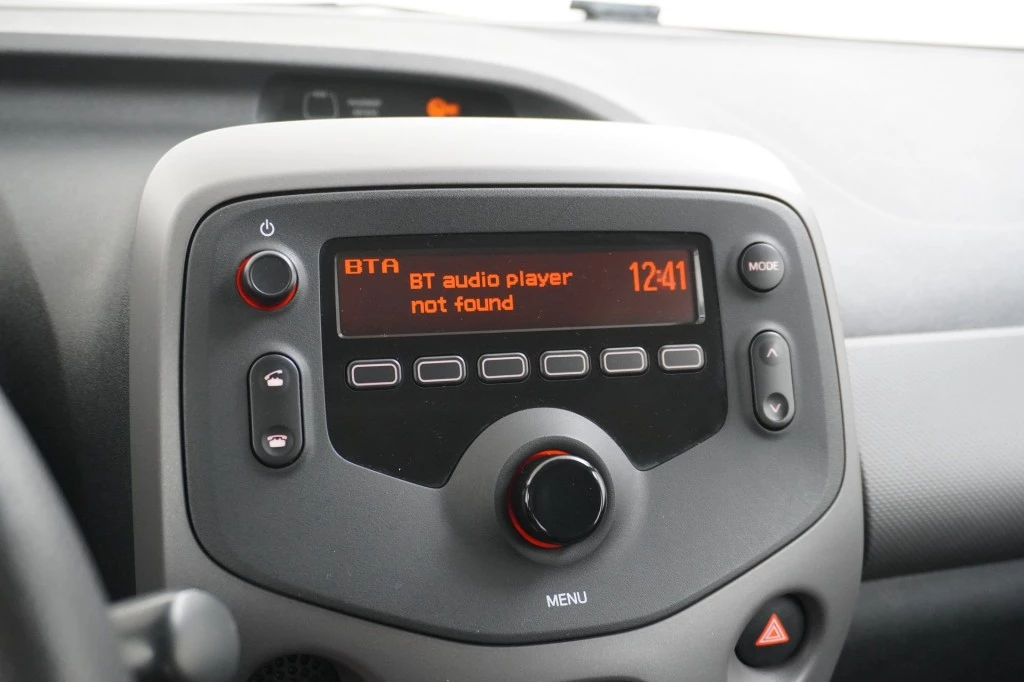 BTA
BT audio player
12:41
not found
MODE
MENU